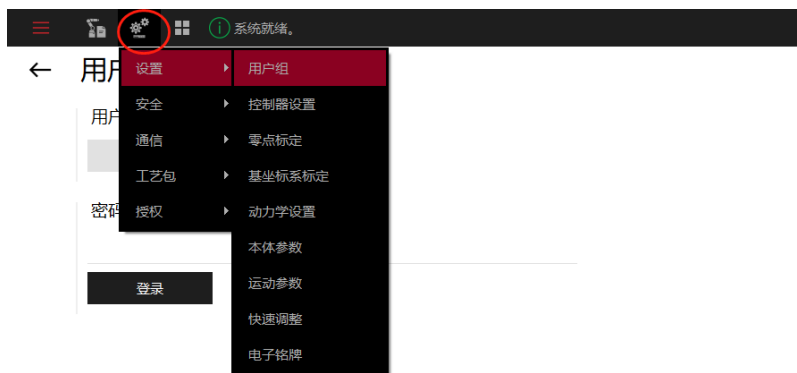 系统就绪。
← 用户
设置 用户组
用户
安全 控制器设置
通信 零点标定
工艺包 基坐标系标定
密码
授权 动力学设置
本体参数
登录 运动参数
快速调整
电子铭牌